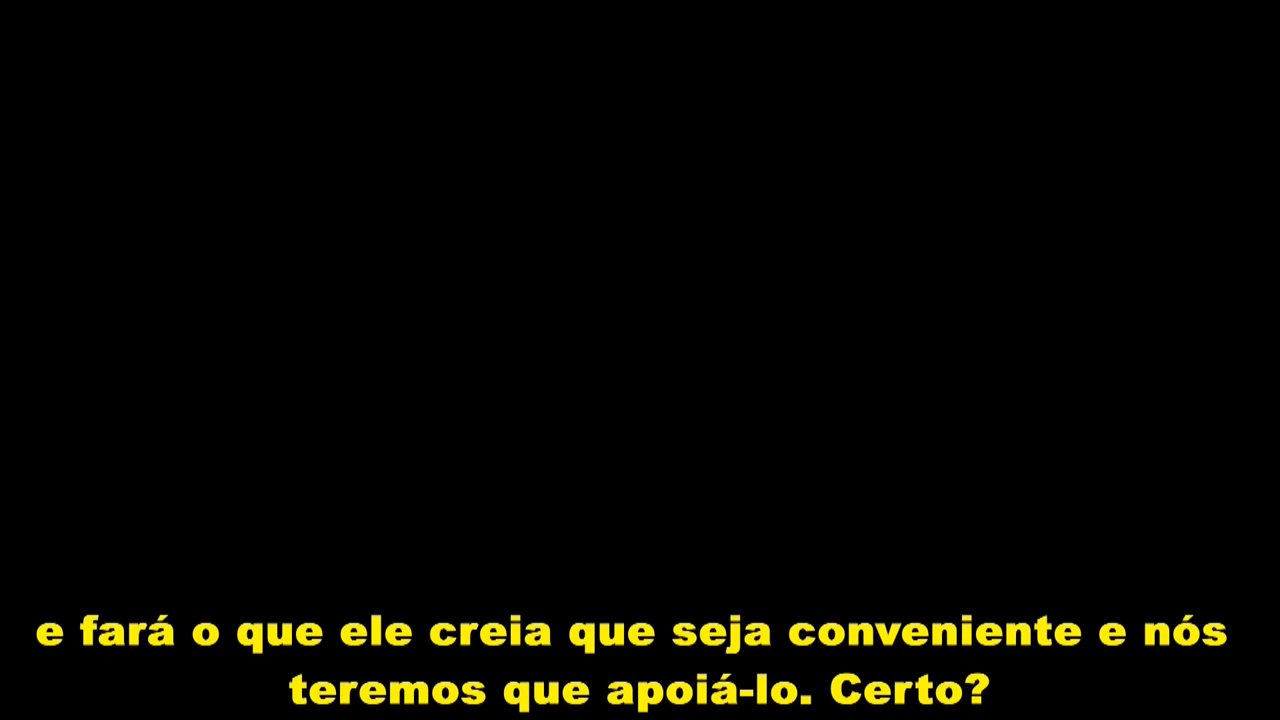 e fará o que ele creia que seja conveniente e nós
teremos que apoiá-lo. Certo?